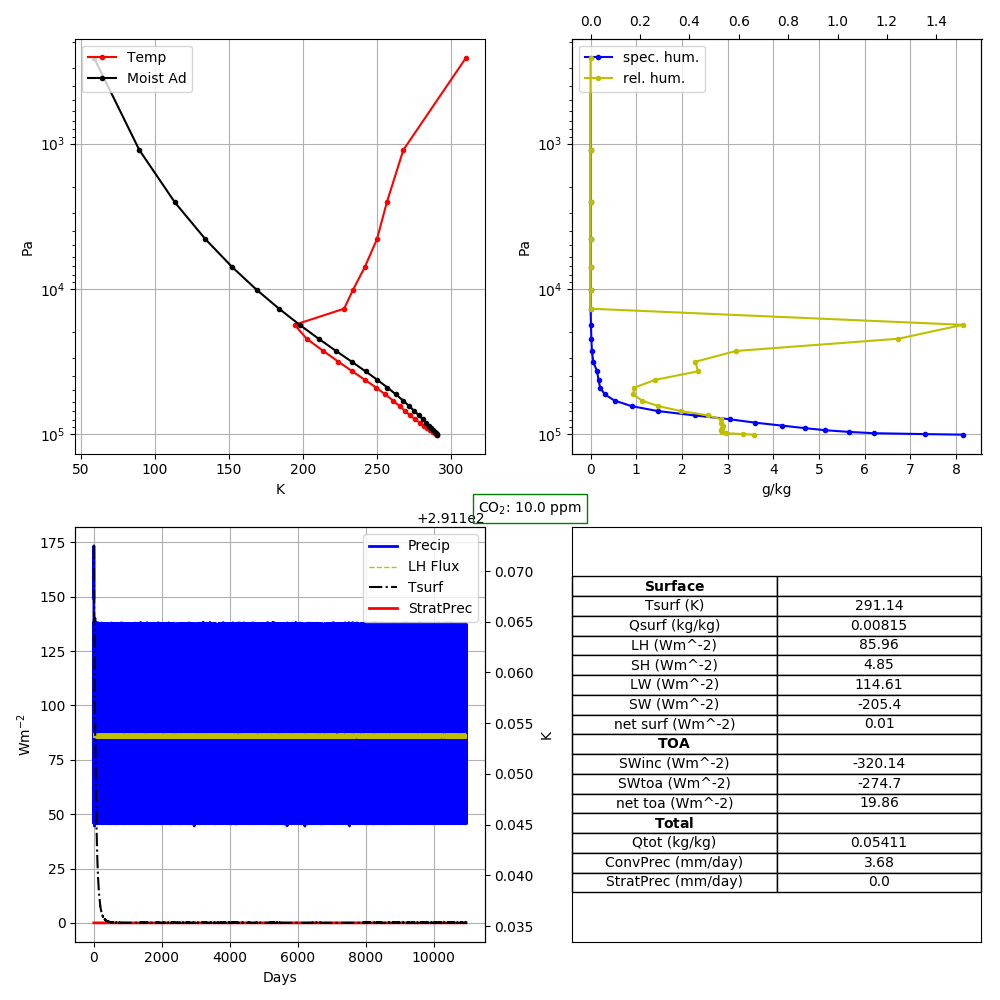 Temp
Moist Ad
Pa
10³
10⁴
10⁵
50 100 150 200 250 300
K
0.0 0.2 0.4 0.6 0.8 1.0 1.2 1.4
spec. hum.
rel. hum.
Pa
10³
10⁴
10⁵
0 1 2 3 4 5 6 7 8
g/kg
CO₂: 10.0 ppm
+2.911e2
Precip
LH Flux
Tsurf
StratPrec
Wm⁻²
175
150
125
100
75
50
25
0
0.070
0.065
0.060
0.055
0.050
0.045
0.040
0.035
K
0 2000 4000 6000 8000 10000
Days
Surface
Tsurf (K) 291.14
Qsurf (kg/kg) 0.00815
LH (Wm^-2) 85.96
SH (Wm^-2) 4.85
LW (Wm^-2) 114.61
SW (Wm^-2) -205.4
net surf (Wm^-2) 0.01
TOA
SWinc (Wm^-2) -320.14
SWtoa (Wm^-2) -274.7
net toa (Wm^-2) 19.86
Total
Qtot (kg/kg) 0.05411
ConvPrec (mm/day) 3.68
StratPrec (mm/day) 0.0